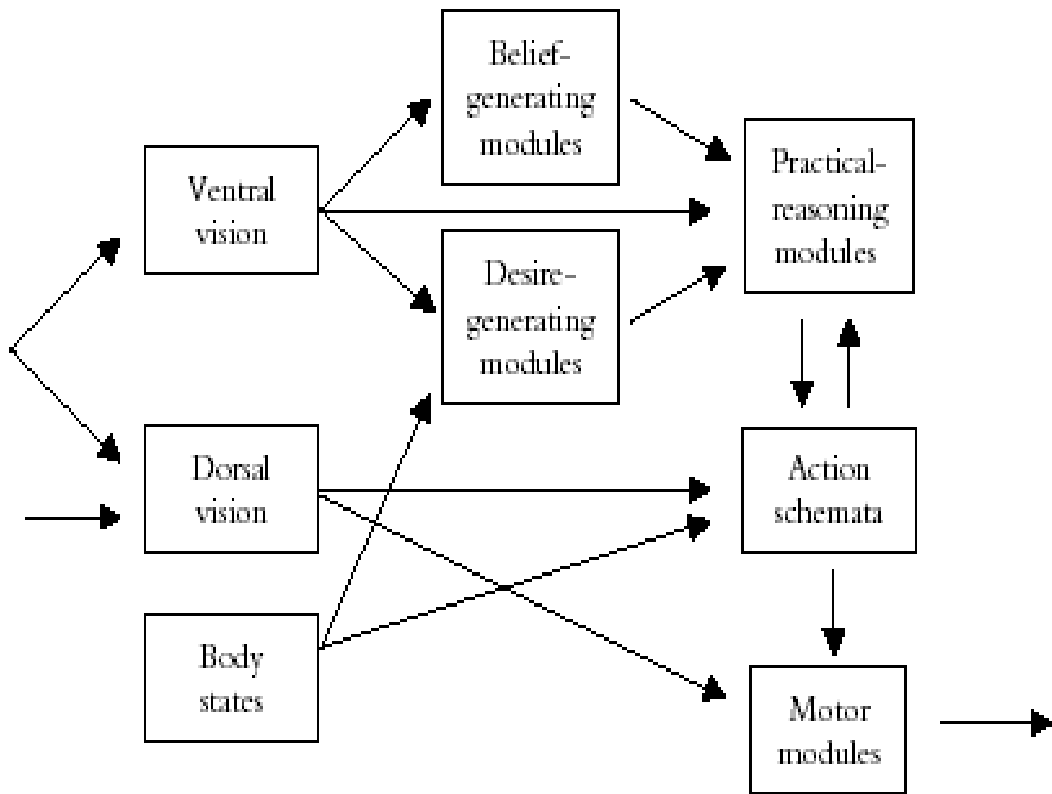 Belief-
generating
modules
Ventral
vision
Practical-
reasoning
modules
Desire-
generating
modules
Dorsal
vision
Action
schemata
Body
states
Motor
modules